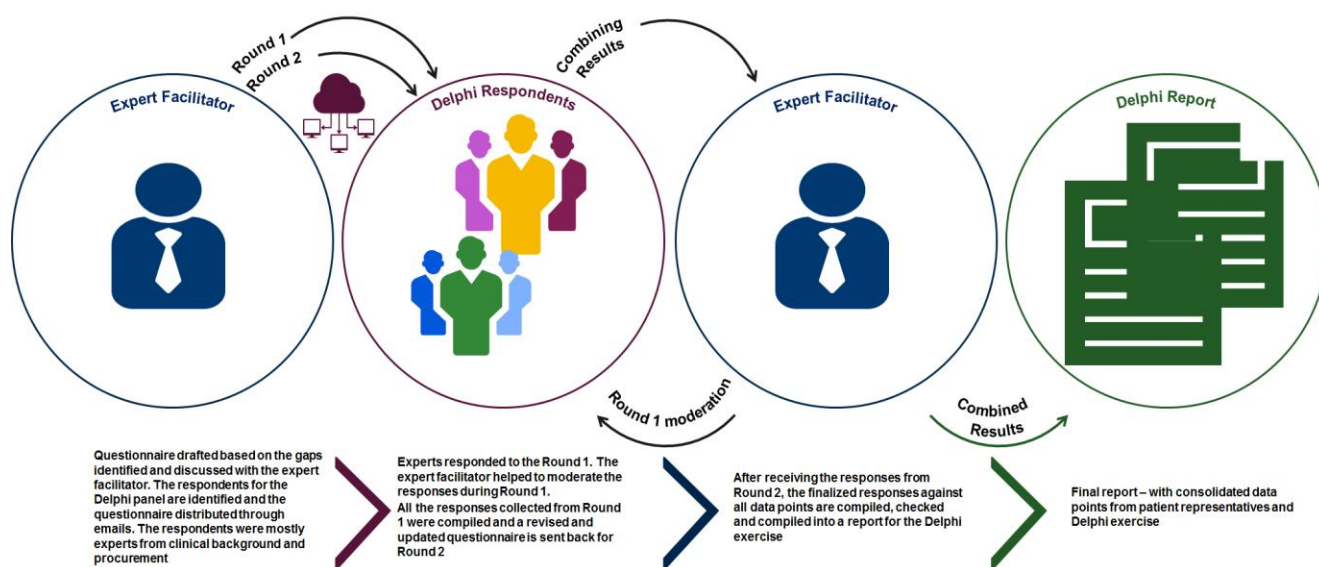 Round 1
Round 2
Combining
Results
Expert Facilitator
Delphi Respondents
Expert Facilitator
Delphi Report
Round 1 moderation
Combined
Results
Questionnaire drafted based on the gaps
identified and discussed with the expert
facilitator. The respondents for the
Delphi panel are identified and the
questionnaire distributed through
emails. The respondents were mostly
experts from clinical background and
procurement
Experts responded to the Round 1. The
expert facilitator helped to moderate the
responses during Round 1.
All the responses collected from Round
1 were compiled and a revised and
updated questionnaire is sent back for
Round 2
After receiving the responses from
Round 2, the finalized responses against
all data points are compiled, checked
and compiled into a report for the Delphi
exercise
Final report – with consolidated data
points from patient representatives and
Delphi exercise